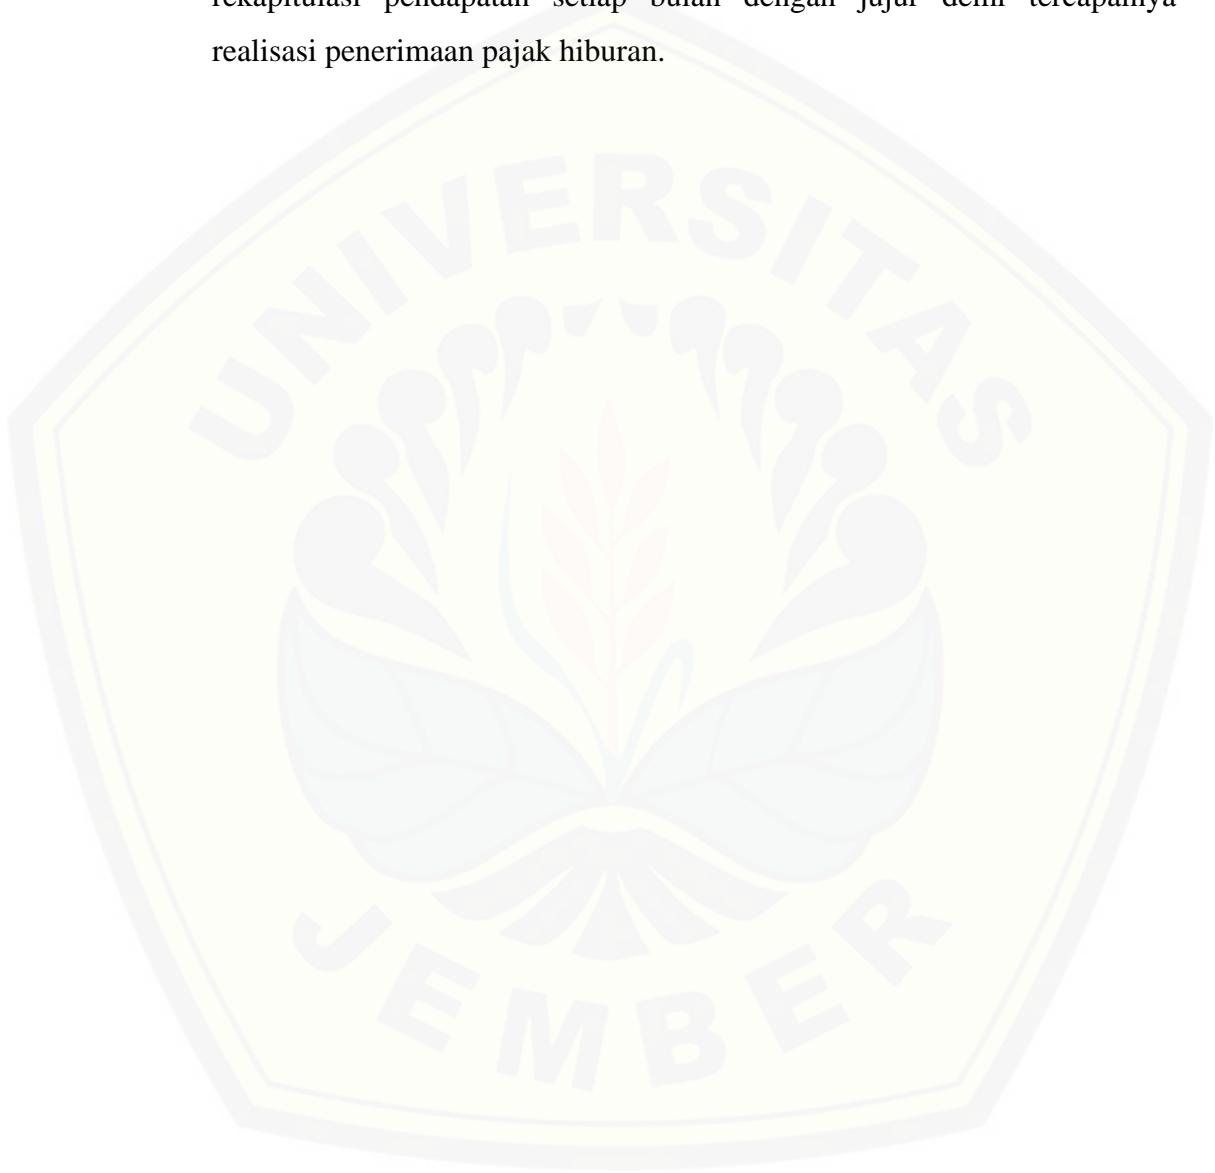 rekapitulasi pendapatan setiap bulan dengan jujur demi tercapainya
realisasi penerimaan pajak hiburan.
UNIVERSITAS
JEMBER